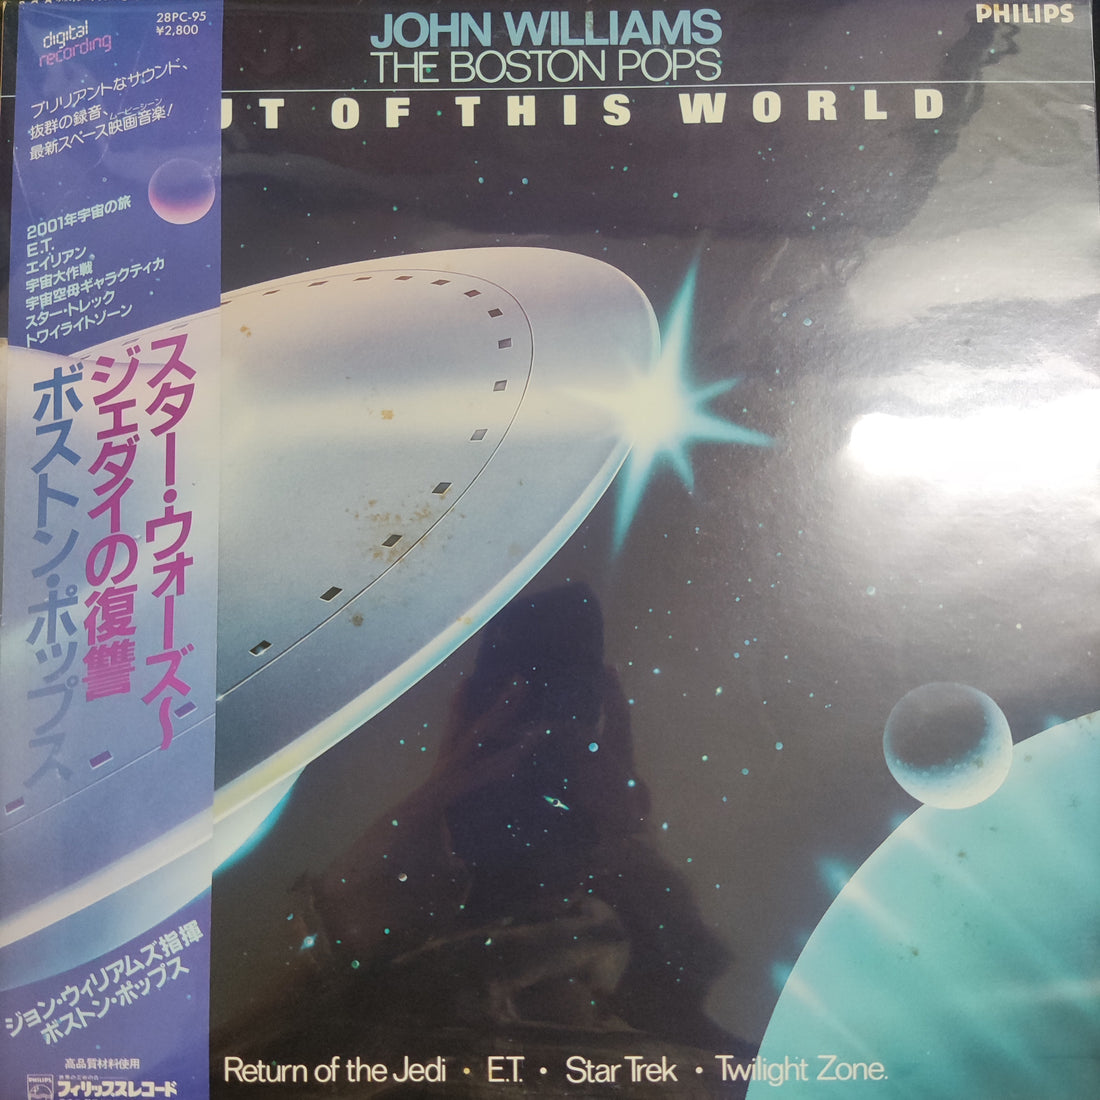 digital
recording
28PC-95
¥2,800
ブリリアントなサウンド、
抜群の録音、
ムービーシーン
最新スペース映画音楽!
2001年宇宙の旅
E.T.
エイリアン
宇宙大作戦
宇宙空母ギャラクティカ
スター・トレック
トワイライトゾーン
スター・ウォーズ〜
ジェダイの復讐
ボストン・ポップス
ジョン・ウィリアムズ指揮
ボストン・ポップス
高品質材料使用
PHILIPS
フィリップスレコード
JOHN WILLIAMS
THE BOSTON POPS
UT OF THIS WORLD
PHILIPS
Return of the Jedi · E.T. · Star Trek · Twilight Zone.